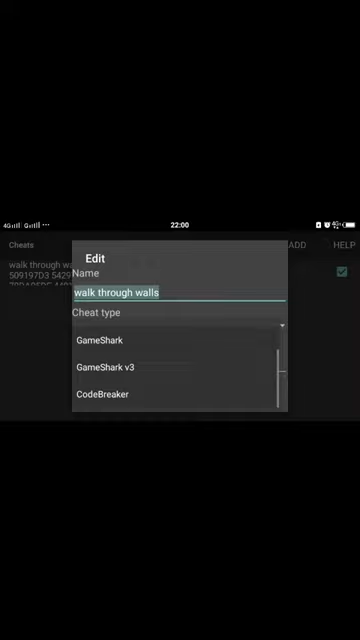 22:00
Cheats
ADD
HELP
walk through wa
509197D3 5429
Edit
Name
walk through walls
Cheat type
GameShark
GameShark v3
CodeBreaker